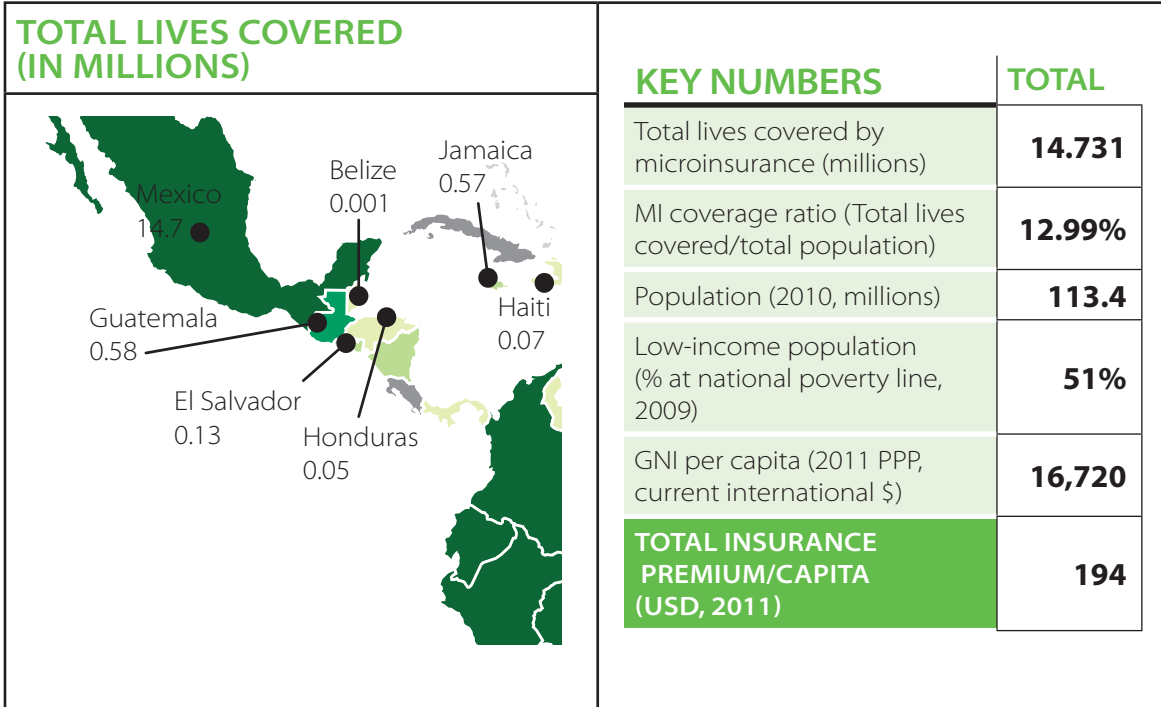 TOTAL LIVES COVERED
(IN MILLIONS)
Mexico
14.7
Belize
0.001
Jamaica
0.57
Guatemala
0.58
Haiti
0.07
El Salvador
0.13
Honduras
0.05
KEY NUMBERS
TOTAL
Total lives covered by
microinsurance (millions)
14.731
MI coverage ratio (Total lives
covered/total population)
12.99%
Population (2010, millions)
113.4
Low-income population
(% at national poverty line,
2009)
51%
GNI per capita (2011 PPP,
current international $)
16,720
TOTAL INSURANCE
PREMIUM/CAPITA
(USD, 2011)
194